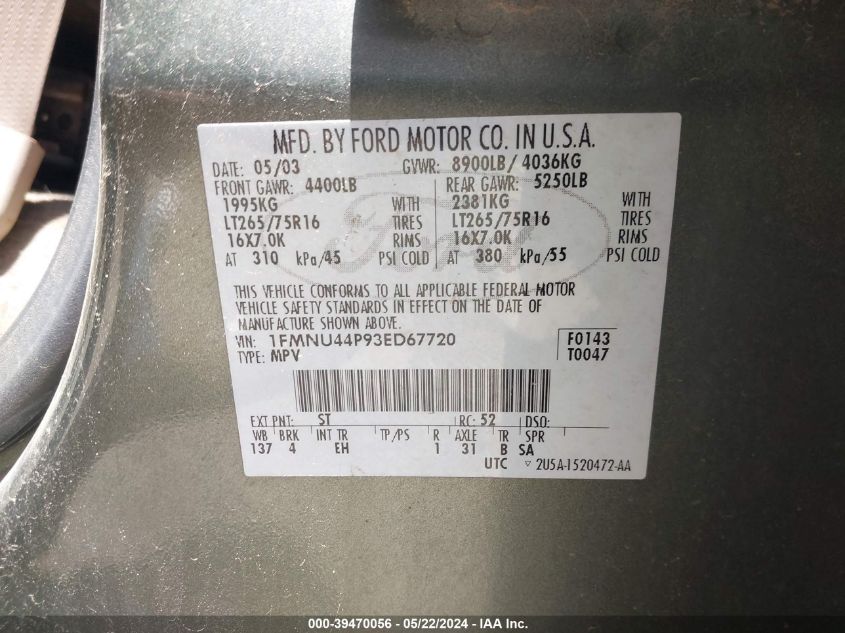 MFD. BY FORD MOTOR CO. IN U.S.A.
DATE: 05/03 GVWR: 8900LB/ 4036KG
FRONT GAWR: 4400LB REAR GAWR: 5250LB
1995KG WITH 2381KG WITH
LT265/75R16 TIRES LT265/75R16 TIRES
16X7.0K RIMS 16X7.0K RIMS
AT 310 kPa/45 PSI COLD AT 380 kPa/55 PSI COLD
Ford
THIS VEHICLE CONFORMS TO ALL APPLICABLE FEDERAL MOTOR
VEHICLE SAFETY STANDARDS IN EFFECT ON THE DATE OF
MANUFACTURE SHOWN ABOVE.
VIN: 1FMNU44P93ED67720 F0143
TYPE: MPV T0047
EXT PNT: ST RC: 52 DSO:
WB BRK INT TR TP/PS R AXLE TR SPR
137 4 EH 1 31 B SA
UTC ▽ 2U5A-1520472-AA
000-39470056 - 05/22/2024 - IAA Inc.